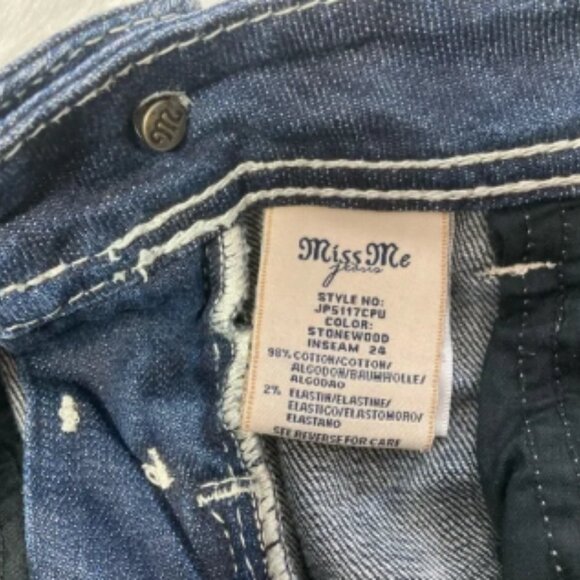 Miss Me
Jeans
STYLE NO:
JP5117CPU
COLOR:
STONEWOOD
INSEAM 24
98% COTTON/COTTON/
ALGODON/BAUMWOLLE/
ALGODAO
2% ELASTIN/ELASTINE/
ELASTICO/ELASTOMORO/
ELASTANO
SEE REVERSE FOR CARE